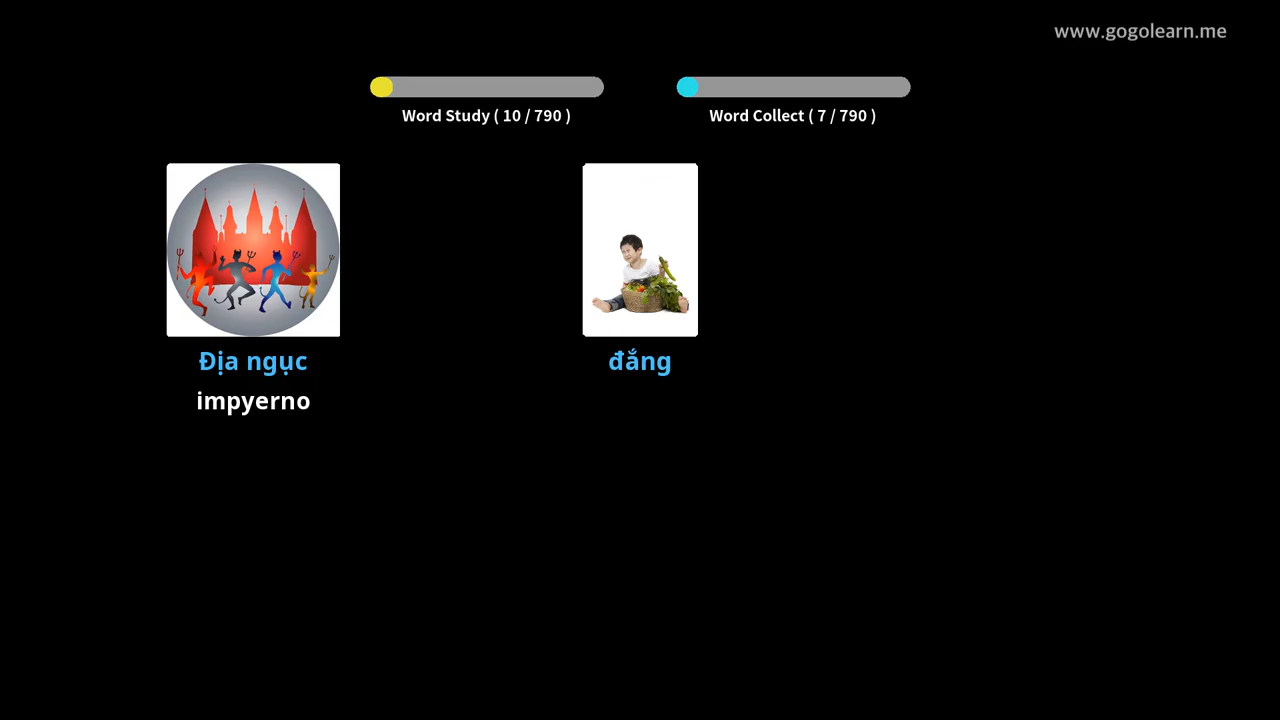 www.gogolearn.me
Word Study ( 10 / 790 )
Word Collect ( 7 / 790 )
Địa ngục
impyerno
đắng